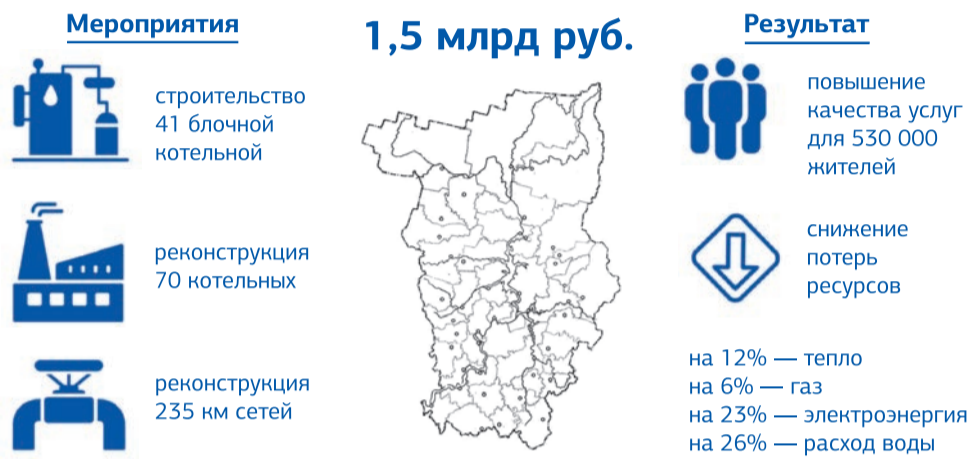 Мероприятия
строительство
41 блочной
котельной
реконструкция
70 котельных
реконструкция
235 км сетей
1,5 млрд руб.
Результат
повышение
качества услуг
для 530 000
жителей
снижение
потерь
ресурсов
на 12% — тепло
на 6% — газ
на 23% — электроэнергия
на 26% — расход воды